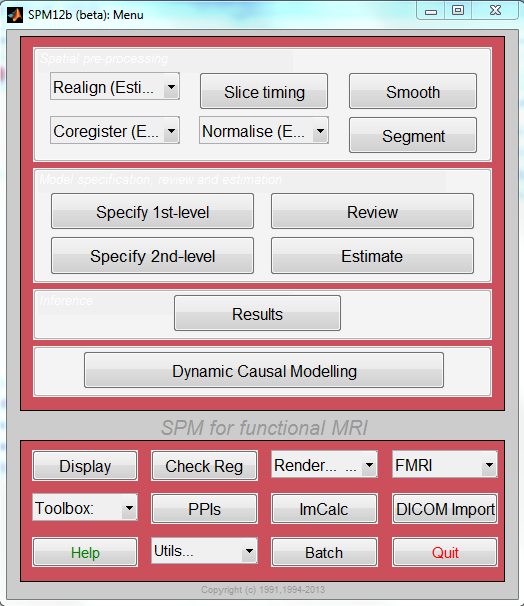 SPM12b (beta): Menu
Spatial pre-processing
Realign (Esti... Slice timing Smooth
Coregister (E... Normalise (E... Segment
Model specification, review and estimation
Specify 1st-level Review
Specify 2nd-level Estimate
Inference
Results
Dynamic Causal Modelling
SPM for functional MRI
Display Check Reg Render... ... FMRI
Toolbox: PPIs ImCalc DICOM Import
Help Utils... Batch Quit
Copyright (c) 1991,1994-2013